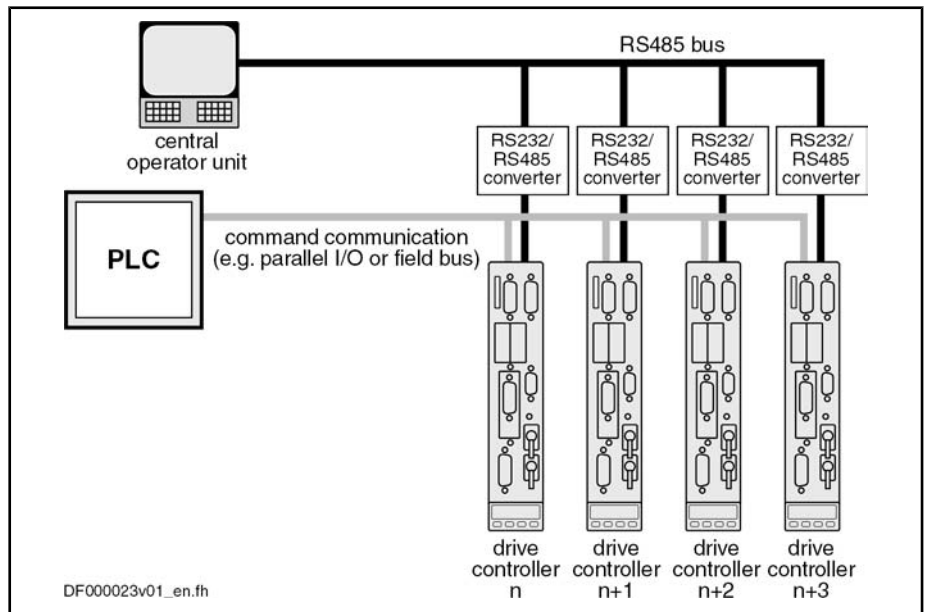 RS485 bus
central
operator unit
RS232/
RS485
converter
RS232/
RS485
converter
RS232/
RS485
converter
RS232/
RS485
converter
PLC
command communication
(e.g. parallel I/O or field bus)
drive
controller
n
drive
controller
n+1
drive
controller
n+2
drive
controller
n+3
DF000023v01_en.fh